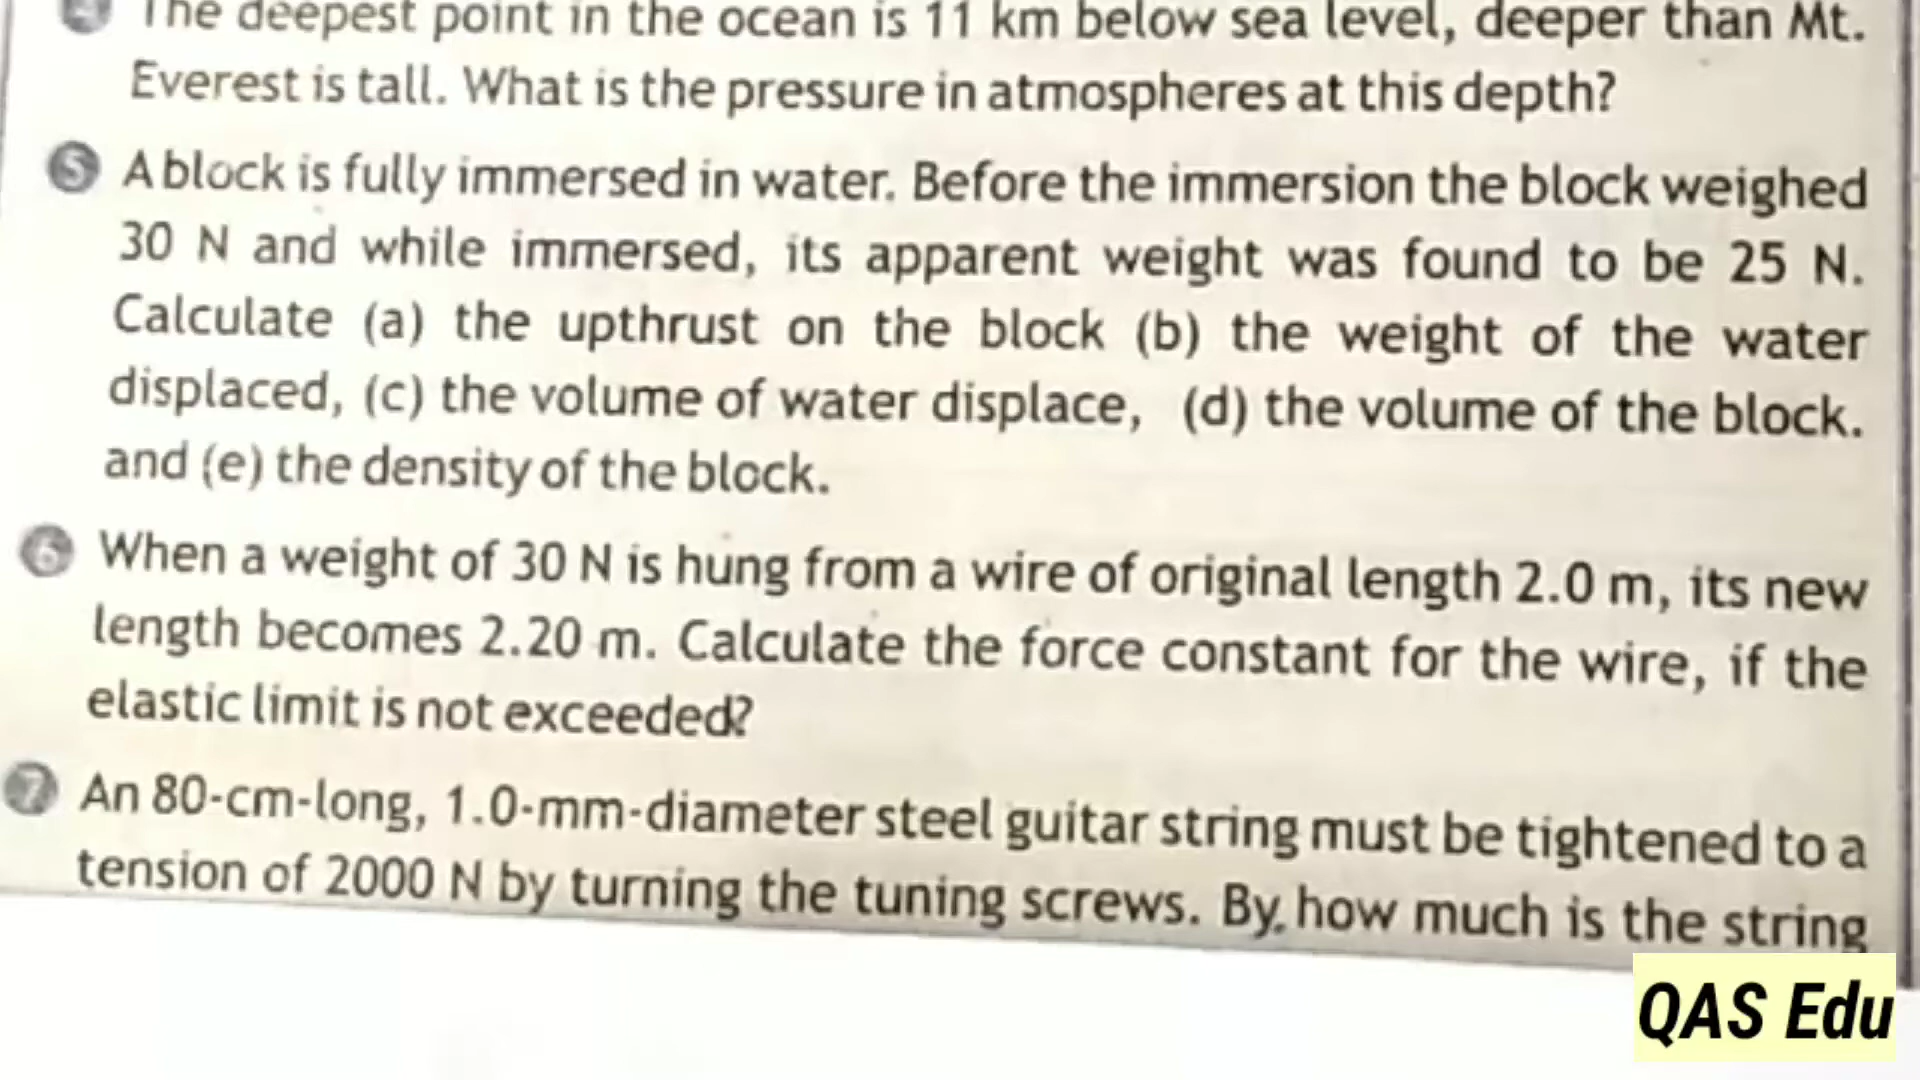 The deepest point in the ocean is 11 km below sea level, deeper than Mt.
Everest is tall. What is the pressure in atmospheres at this depth?
5 A block is fully immersed in water. Before the immersion the block weighed
30 N and while immersed, its apparent weight was found to be 25 N.
Calculate (a) the upthrust on the block (b) the weight of the water
displaced, (c) the volume of water displace, (d) the volume of the block.
and (e) the density of the block.
6 When a weight of 30 N is hung from a wire of original length 2.0 m, its new
length becomes 2.20 m. Calculate the force constant for the wire, if the
elastic limit is not exceeded?
7 An 80-cm-long, 1.0-mm-diameter steel guitar string must be tightened to a
tension of 2000 N by turning the tuning screws. By how much is the string
QAS Edu